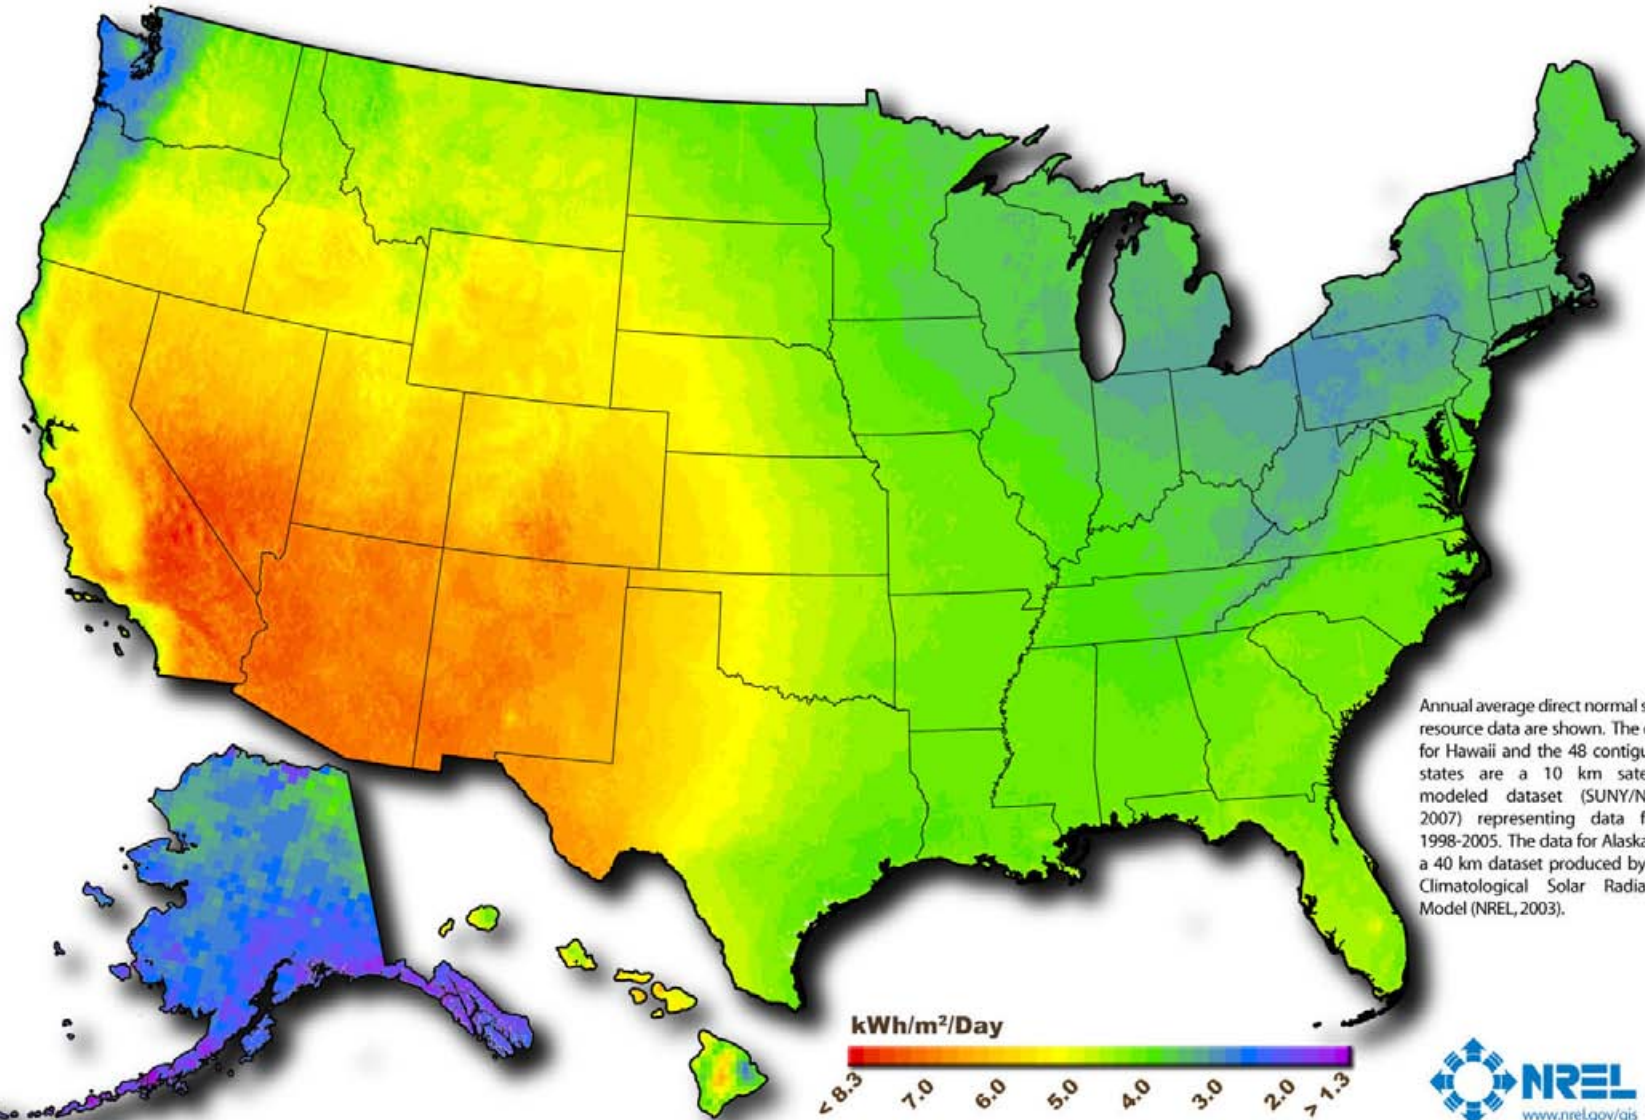 Annual average direct normal
resource data are shown. The
for Hawaii and the 48
states are a 10 km
modeled dataset
2007) representing data
1998-2005. The data for Alaska
a 40 km dataset produced by
Climatological Solar
Model (NREL, 2003).
kWh/m²/Day
< 8.3 7.0 6.0 5.0 4.0 3.0 2.0 > 1.3
NREL
www.nrel.gov/gis